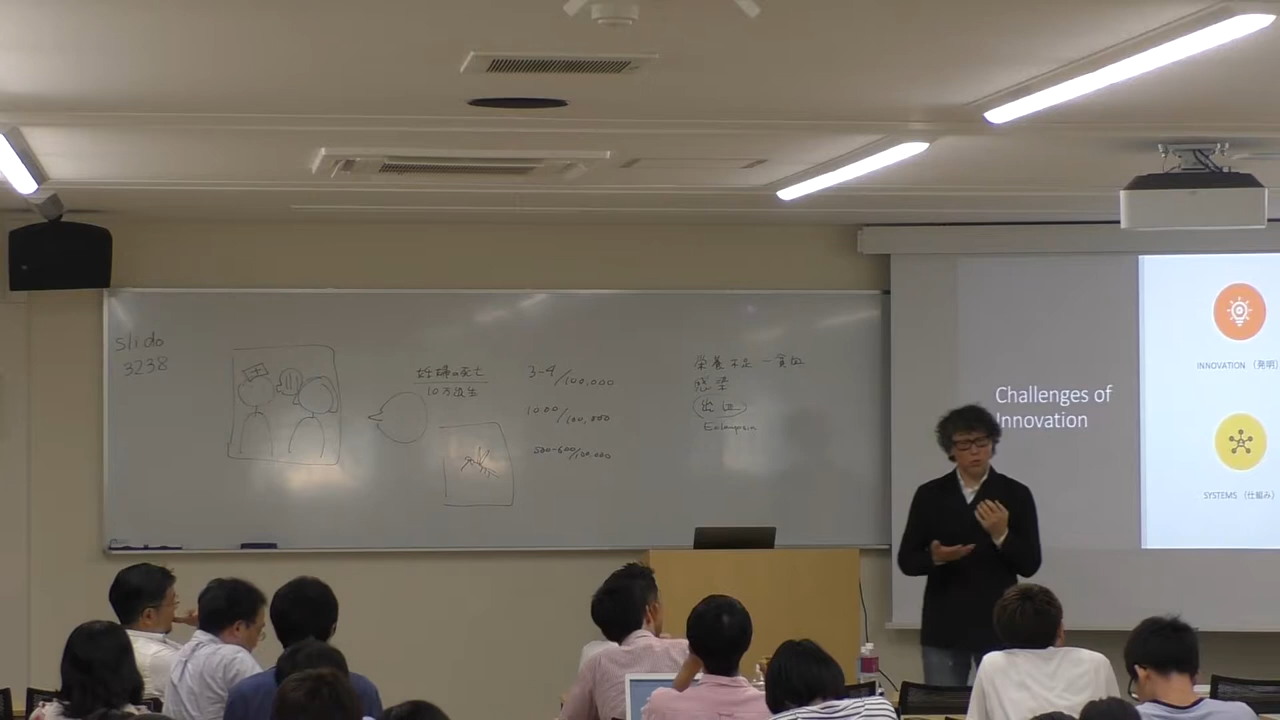 slido
3238
妊婦の死亡
10万出生
3-4/100,000
1000/100,000
500-600/100,000
栄養不足 - 貧血
感染
出血
Eclampsia
Challenges of
Innovation
INNOVATION (発明)
SYSTEMS (仕組み)